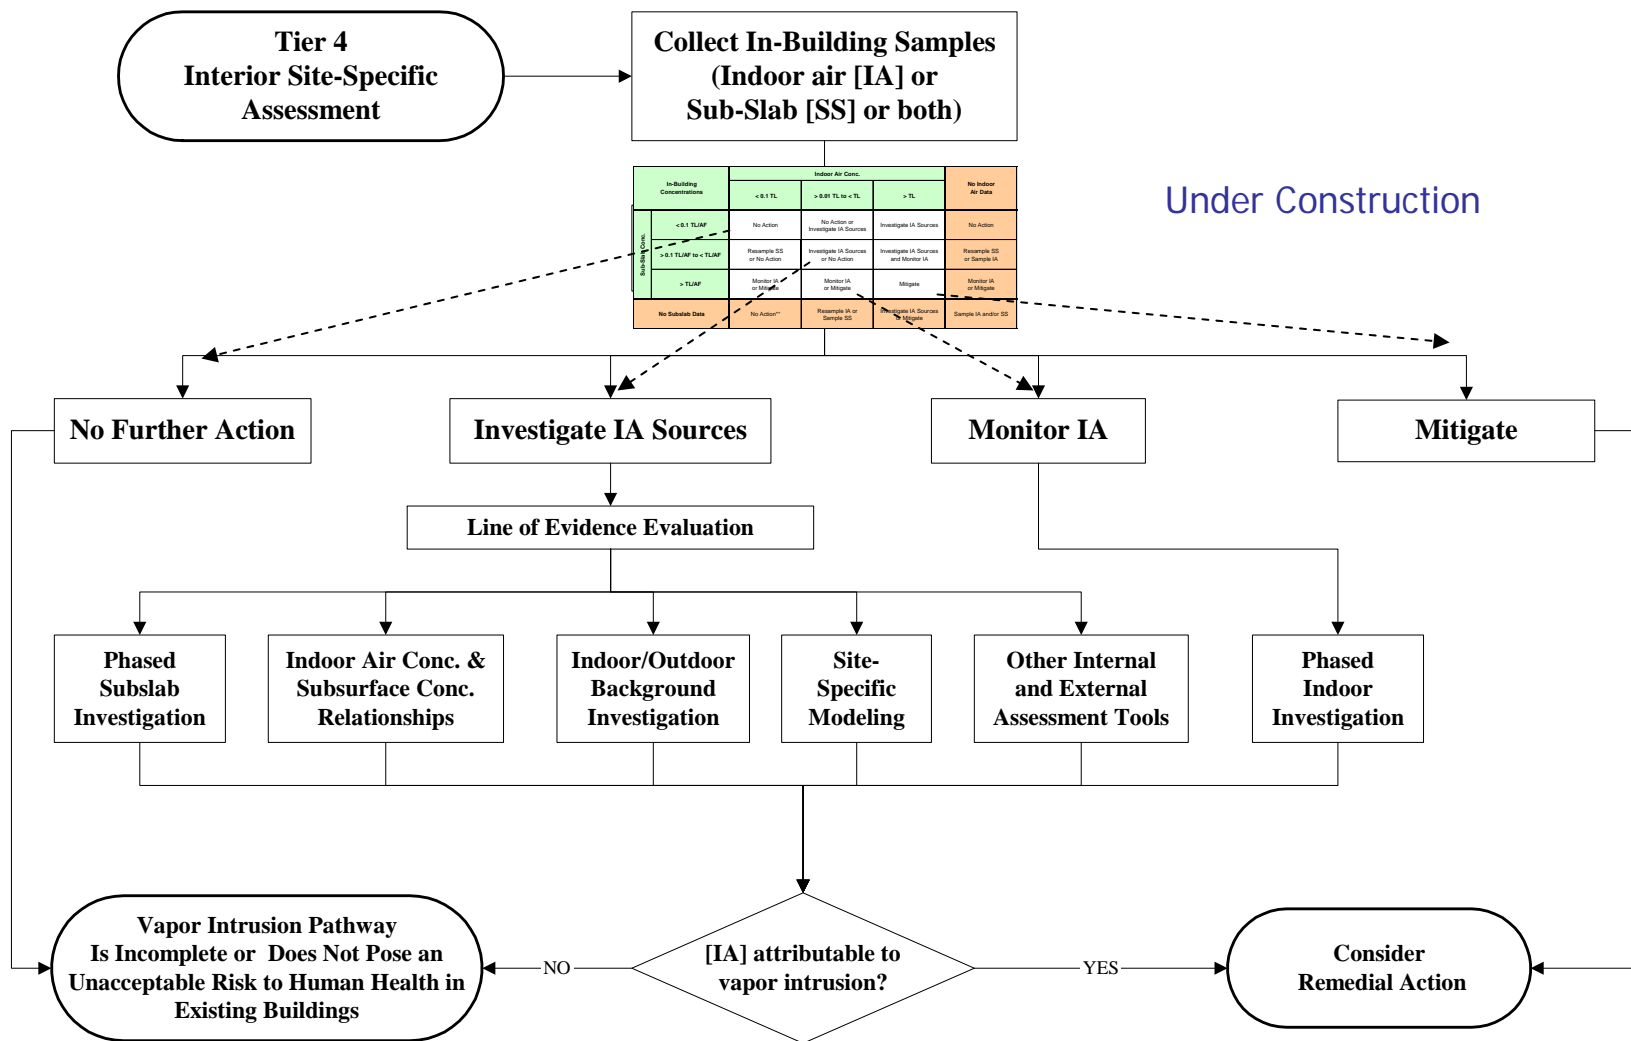 Tier 4
Interior Site-Specific
Assessment
Collect In-Building Samples
(Indoor air [IA] or
Sub-Slab [SS] or both)
Under Construction
In-Building
Concentrations
Indoor Air Conc.
No Indoor
Air Data
< 0.1 TL
> 0.01 TL to < TL
> TL
Sub-Slab Conc.
< 0.1 TL/AF
No Action
No Action or
Investigate IA Sources
Investigate IA Sources
No Action
> 0.1 TL/AF to < TL/AF
Resample SS
or No Action
Investigate IA Sources
or No Action
Investigate IA Sources
and Monitor IA
Resample SS
or Sample IA
> TL/AF
Monitor IA
or Mitigate
Monitor IA
or Mitigate
Mitigate
Monitor IA
or Mitigate
No Subslab Data
No Action**
Resample IA or
Sample SS
Investigate IA Sources
or Mitigate
Sample IA and/or SS
No Further Action
Investigate IA Sources
Monitor IA
Mitigate
Line of Evidence Evaluation
Phased
Subslab
Investigation
Indoor Air Conc. &
Subsurface Conc.
Relationships
Indoor/Outdoor
Background
Investigation
Site-
Specific
Modeling
Other Internal
and External
Assessment Tools
Phased
Indoor
Investigation
Vapor Intrusion Pathway
Is Incomplete or Does Not Pose an
Unacceptable Risk to Human Health in
Existing Buildings
NO
[IA] attributable to
vapor intrusion?
YES
Consider
Remedial Action